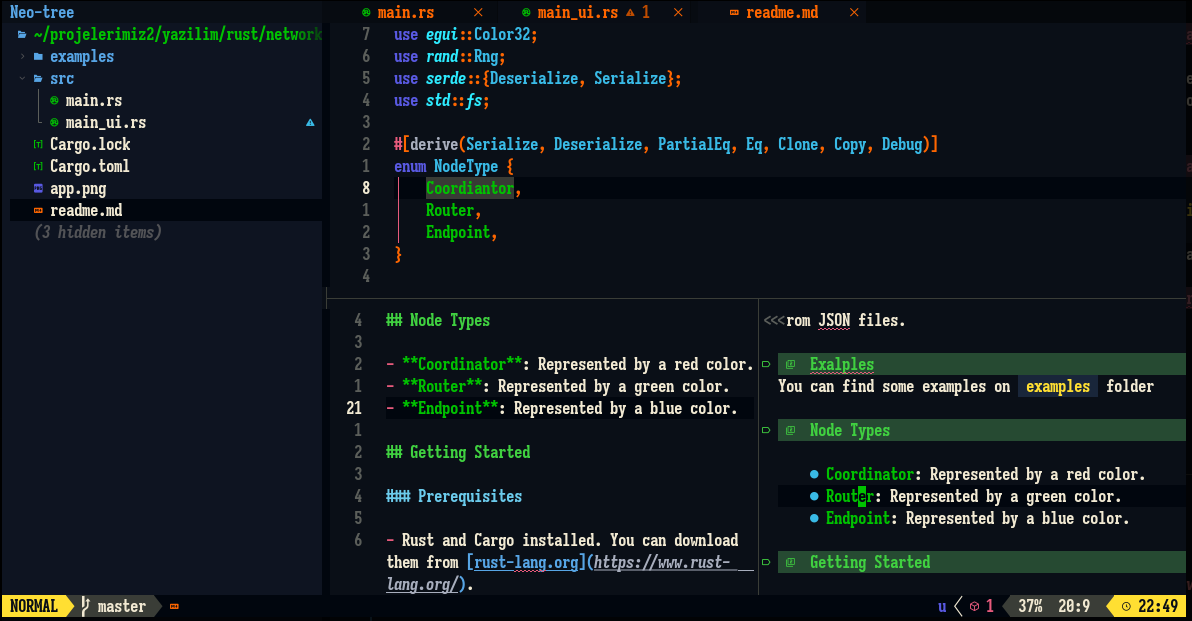 Neo-tree
~/projelerimiz2/yazilim/rust/network
examples
src
main.rs
main_ui.rs
Cargo.lock
Cargo.toml
app.png
readme.md
(3 hidden items)
main.rs × main_ui.rs 1 × readme.md ×
7 use egui::Color32;
6 use rand::Rng;
5 use serde::{Deserialize, Serialize};
4 use std::fs;
3
2 #[derive(Serialize, Deserialize, PartialEq, Eq, Clone, Copy, Debug)]
1 enum NodeType {
8 Coordiantor,
1 Router,
2 Endpoint,
3 }
4
4 ## Node Types
3
2 - **Coordinator**: Represented by a red color.
1 - **Router**: Represented by a green color.
21 - **Endpoint**: Represented by a blue color.
1
2 ## Getting Started
3
4 ### Prerequisites
5
6 - Rust and Cargo installed. You can download
them from [rust-lang.org](https://www.rust-
lang.org/).
<<<rom JSON files.
Exalples
You can find some examples on examples folder
Node Types
● Coordinator: Represented by a red color.
● Router: Represented by a green color.
● Endpoint: Represented by a blue color.
Getting Started
NORMAL master u 1 37% 20:9 22:49